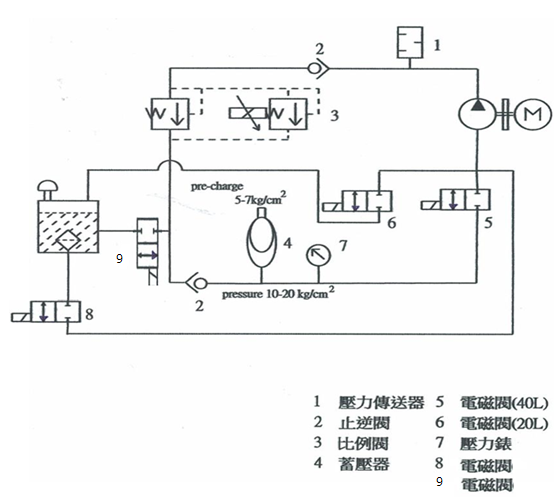 2
1
3
M
pre-charge
5-7kg/cm2
6
5
4
7
9
2
pressure 10-20 kg/cm2
8
1 壓力傳送器 5 電磁閥(40L)
2 止逆閥 6 電磁閥(20L)
3 比例閥 7 壓力錶
4 蓄壓器 8 電磁閥
9 電磁閥